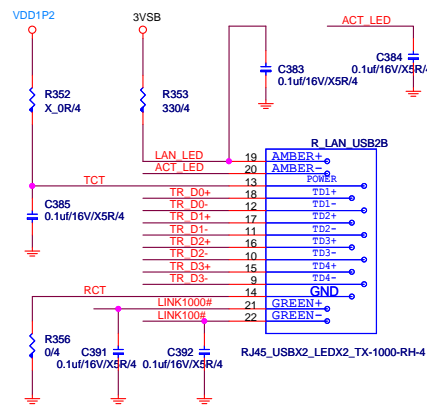 VDD1P2
3VSB
ACT_LED
R352
X_0R/4
R353
330/4
C383
0.1uf/16V/X5R/4
C384
0.1uf/16V/X5R/4
R_LAN_USB2B
LAN_LED 19 AMBER+
ACT_LED 20 AMBER-
TCT 13 POWER
TR_D0+ 18 TD1+
TR_D0- 12 TD1-
TR_D1+ 17 TD2+
TR_D1- 11 TD2-
TR_D2+ 16 TD3+
TR_D2- 10 TD3-
TR_D3+ 15 TD4+
TR_D3- 9 TD4-
RCT 14 GND
LINK1000# 21 GREEN+
LINK100# 22 GREEN-
C385
0.1uf/16V/X5R/4
R356
0/4
C391
0.1uf/16V/X5R/4
C392
0.1uf/16V/X5R/4
RJ45_USBX2_LEDX2_TX-1000-RH-4